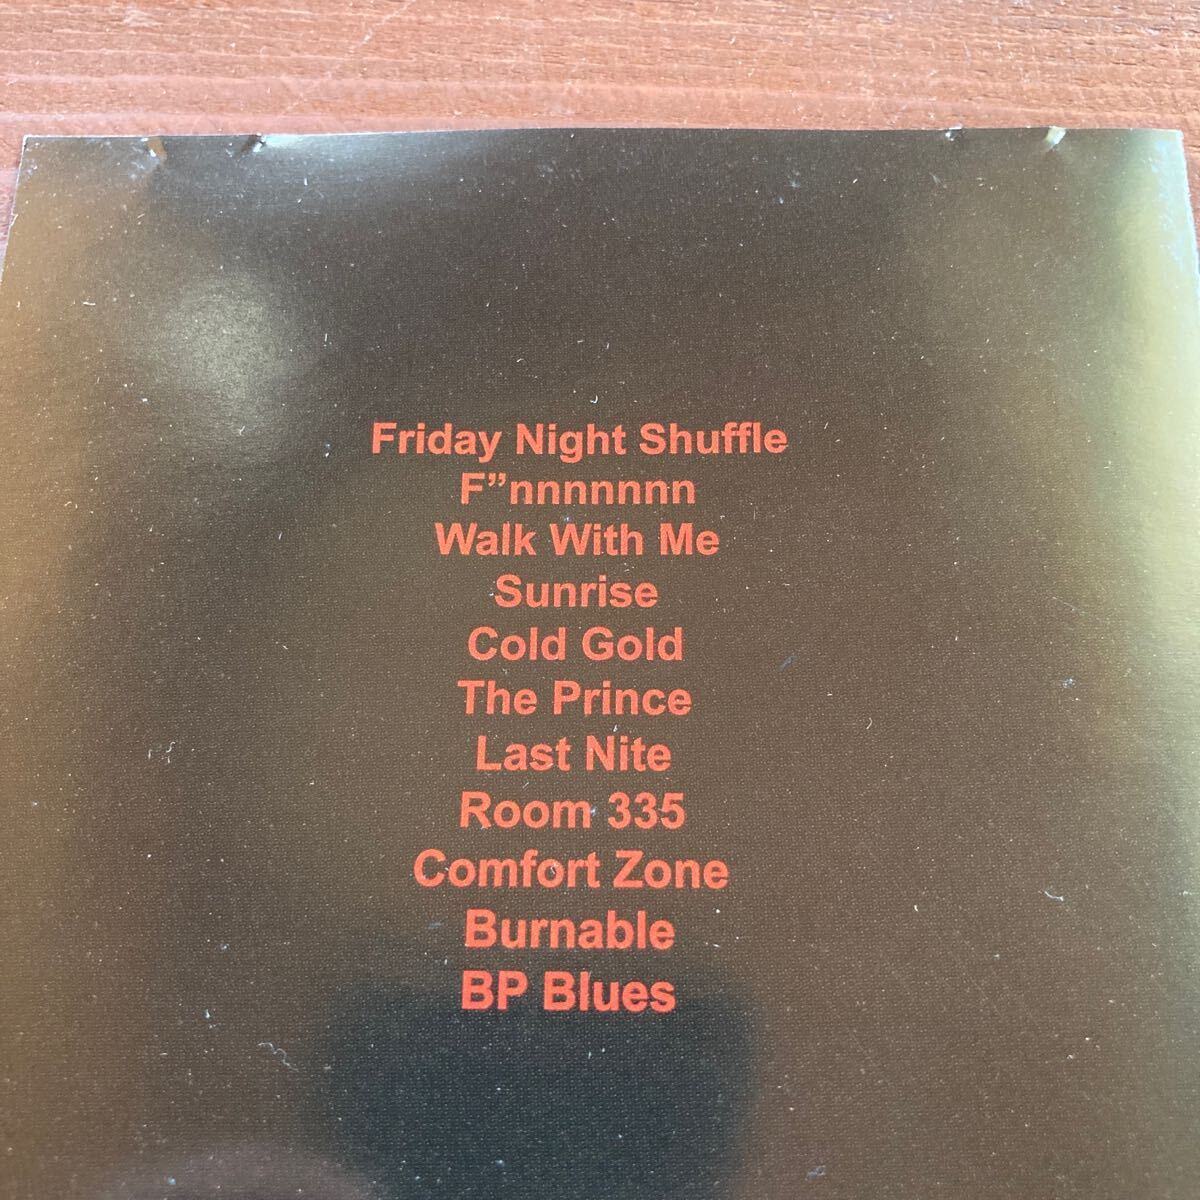 Friday Night Shuffle
F”nnnnnnnn
Walk With Me
Sunrise
Cold Gold
The Prince
Last Nite
Room 335
Comfort Zone
Burnable
BP Blues